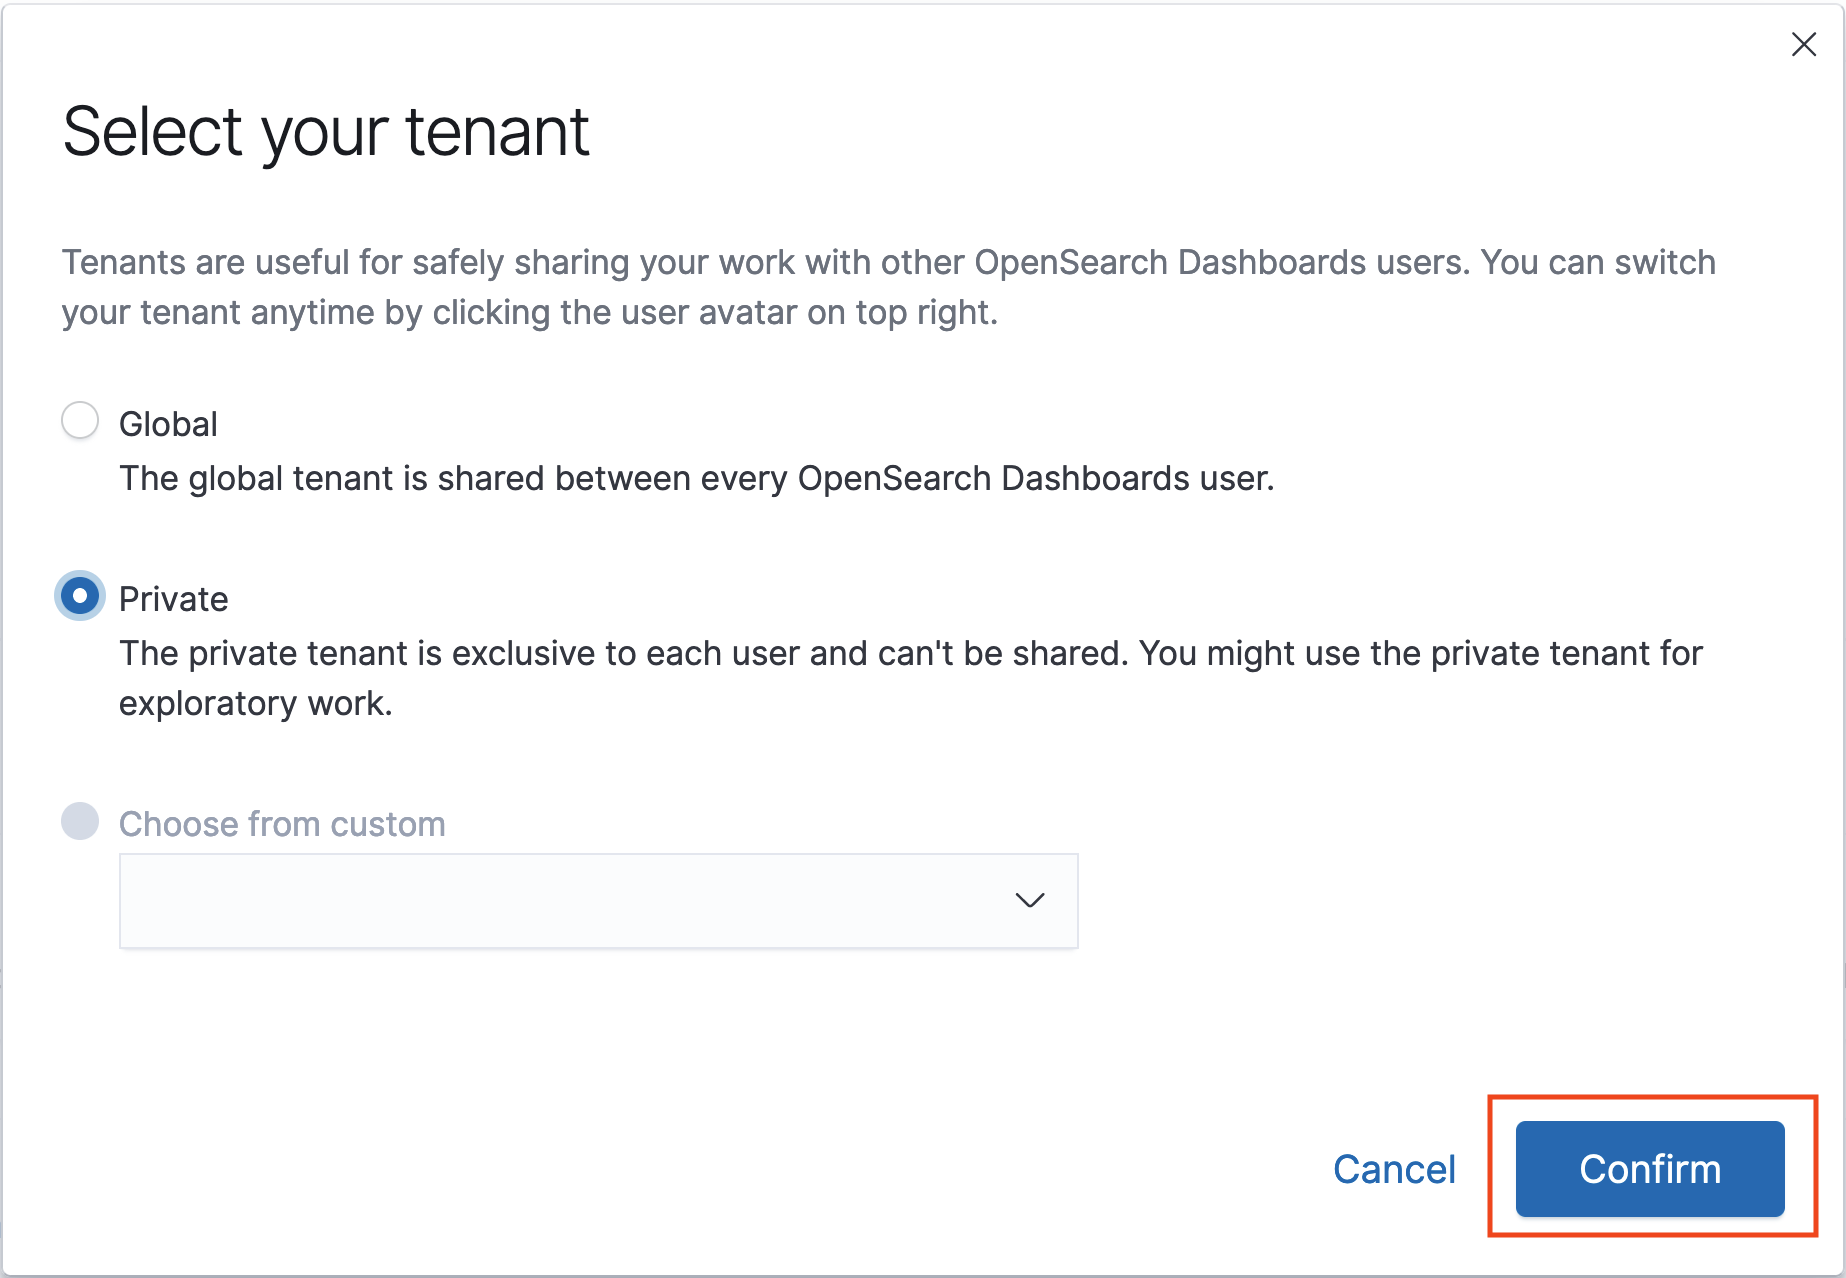 Select your tenant
Tenants are useful for safely sharing your work with other OpenSearch Dashboards users. You can switch
your tenant anytime by clicking the user avatar on top right.
Global
The global tenant is shared between every OpenSearch Dashboards user.
Private
The private tenant is exclusive to each user and can't be shared. You might use the private tenant for
exploratory work.
Choose from custom
Cancel
Confirm